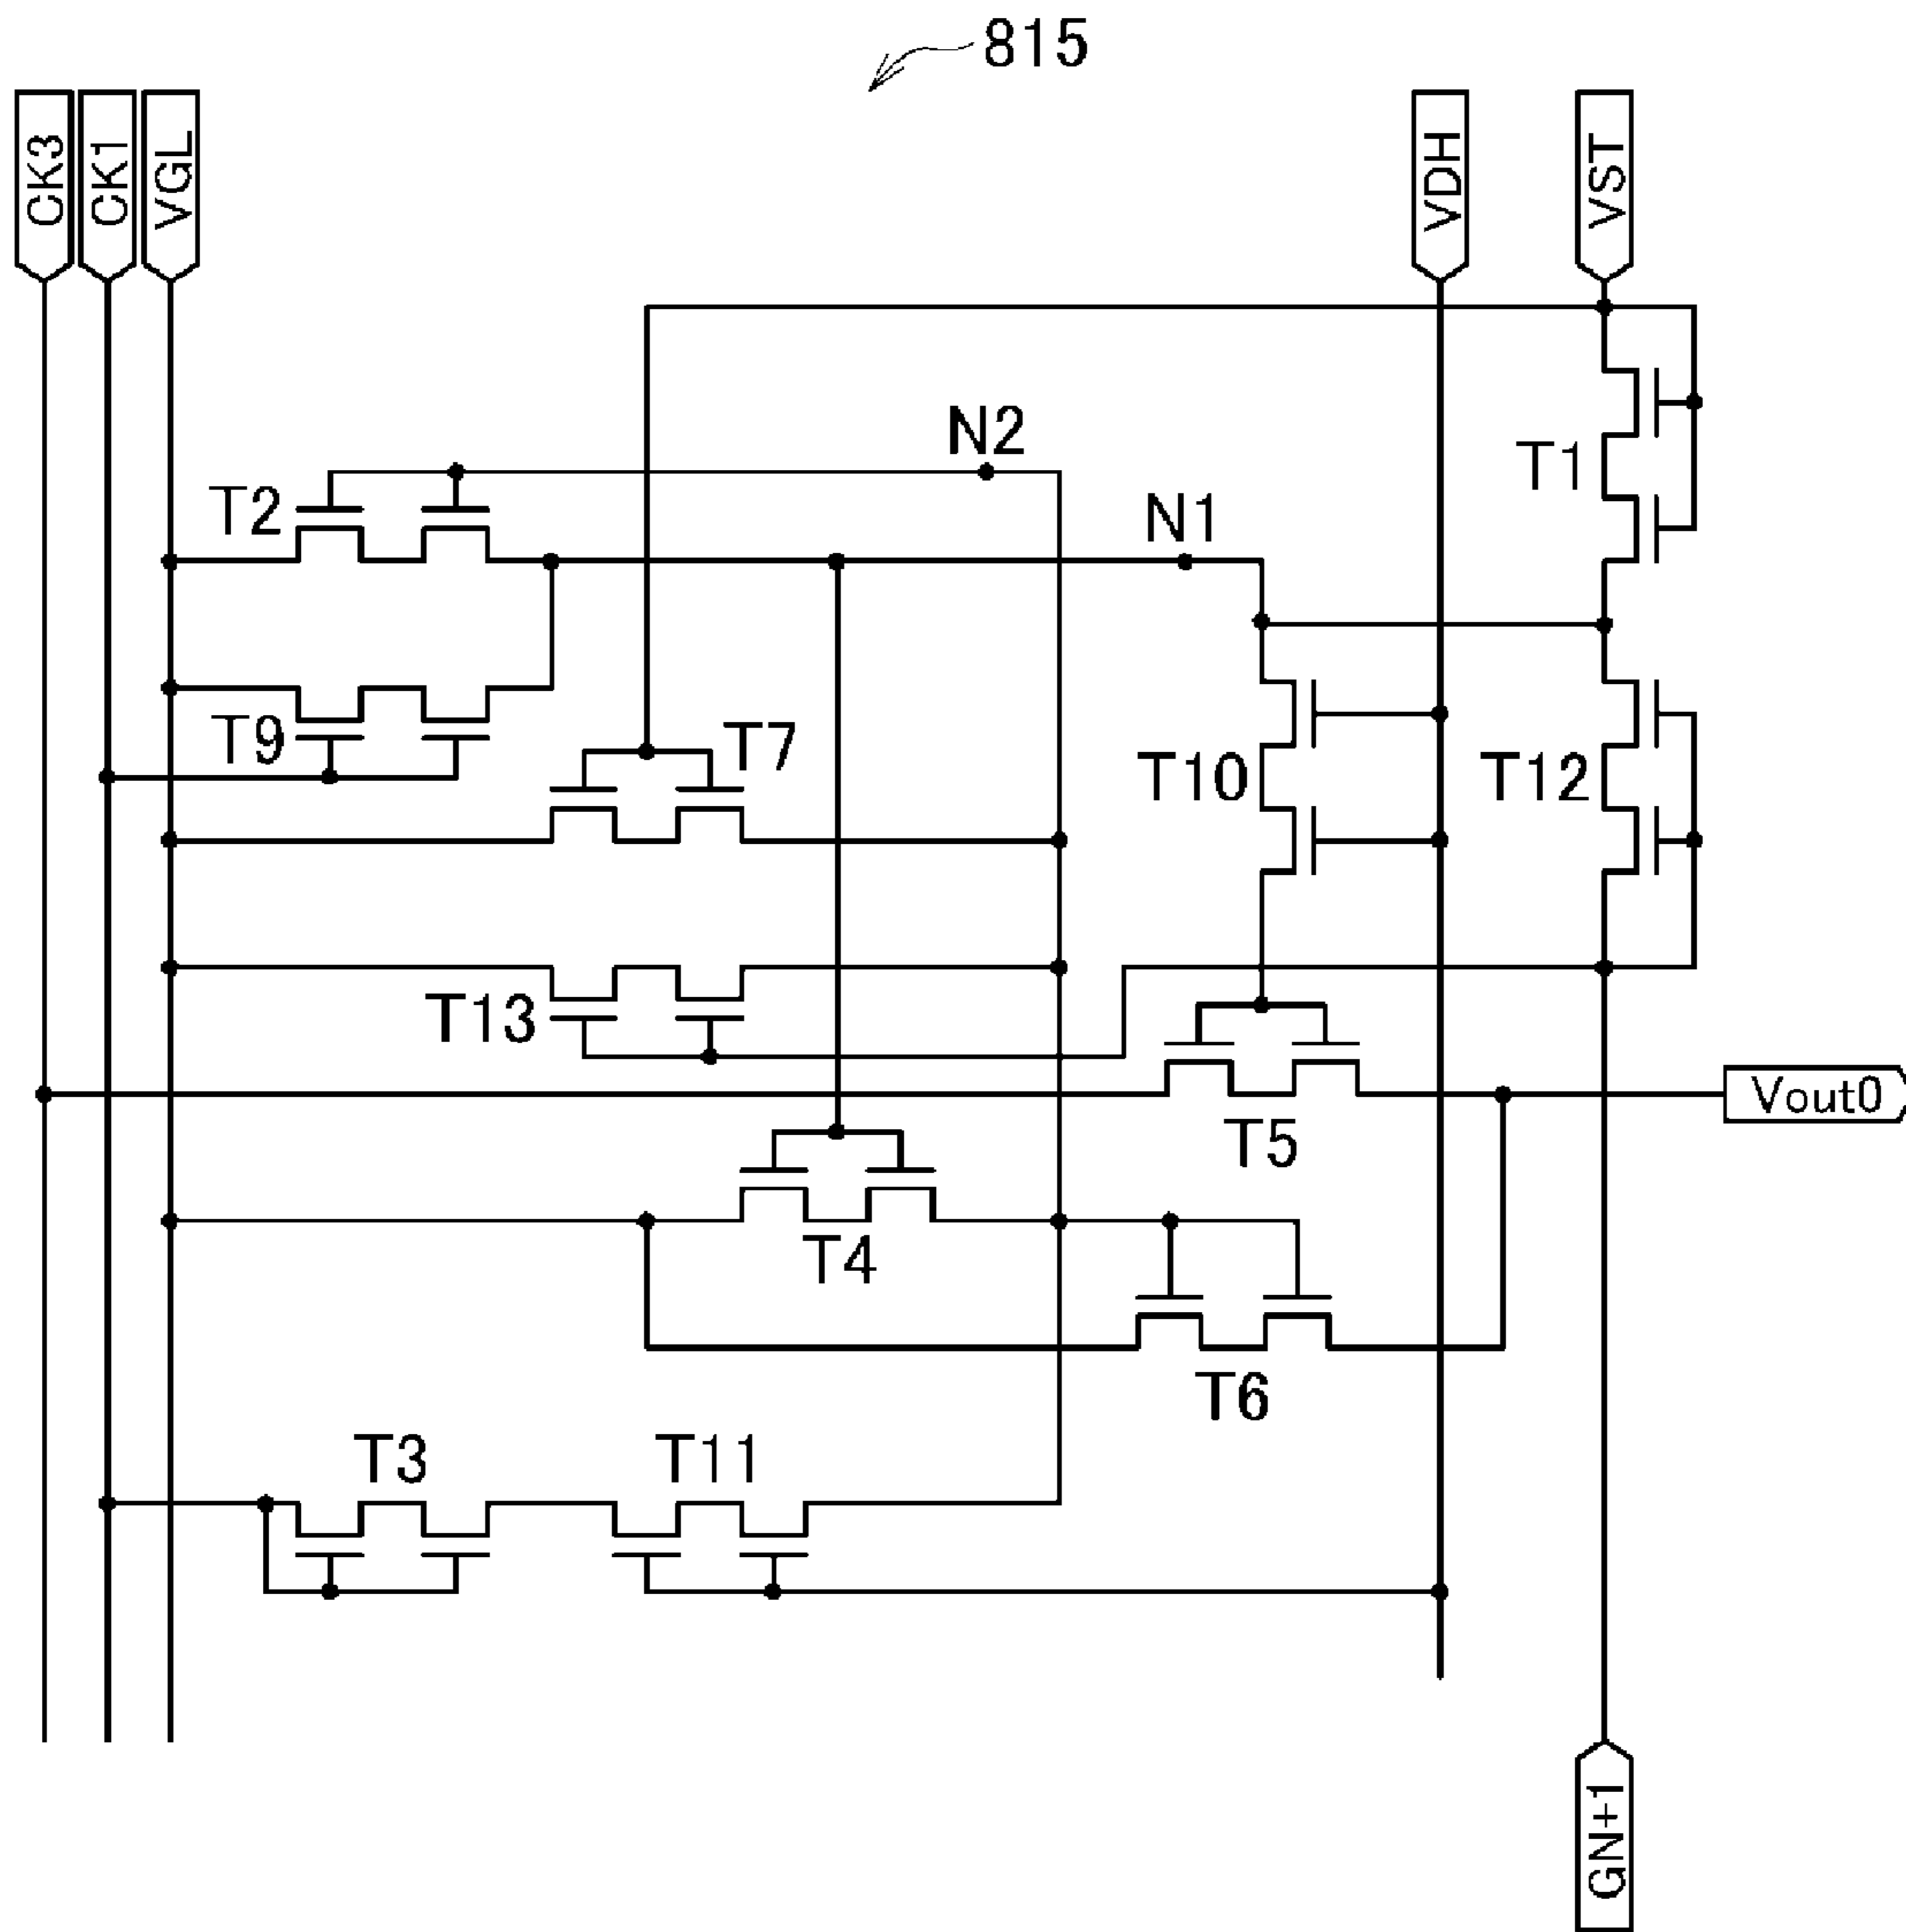 815
CK3
CK1
VGL
VDH
VST
N2
T1
T2
N1
T9
T7
T10
T12
T13
Vout0
T5
T4
T6
T3
T11
GN+1